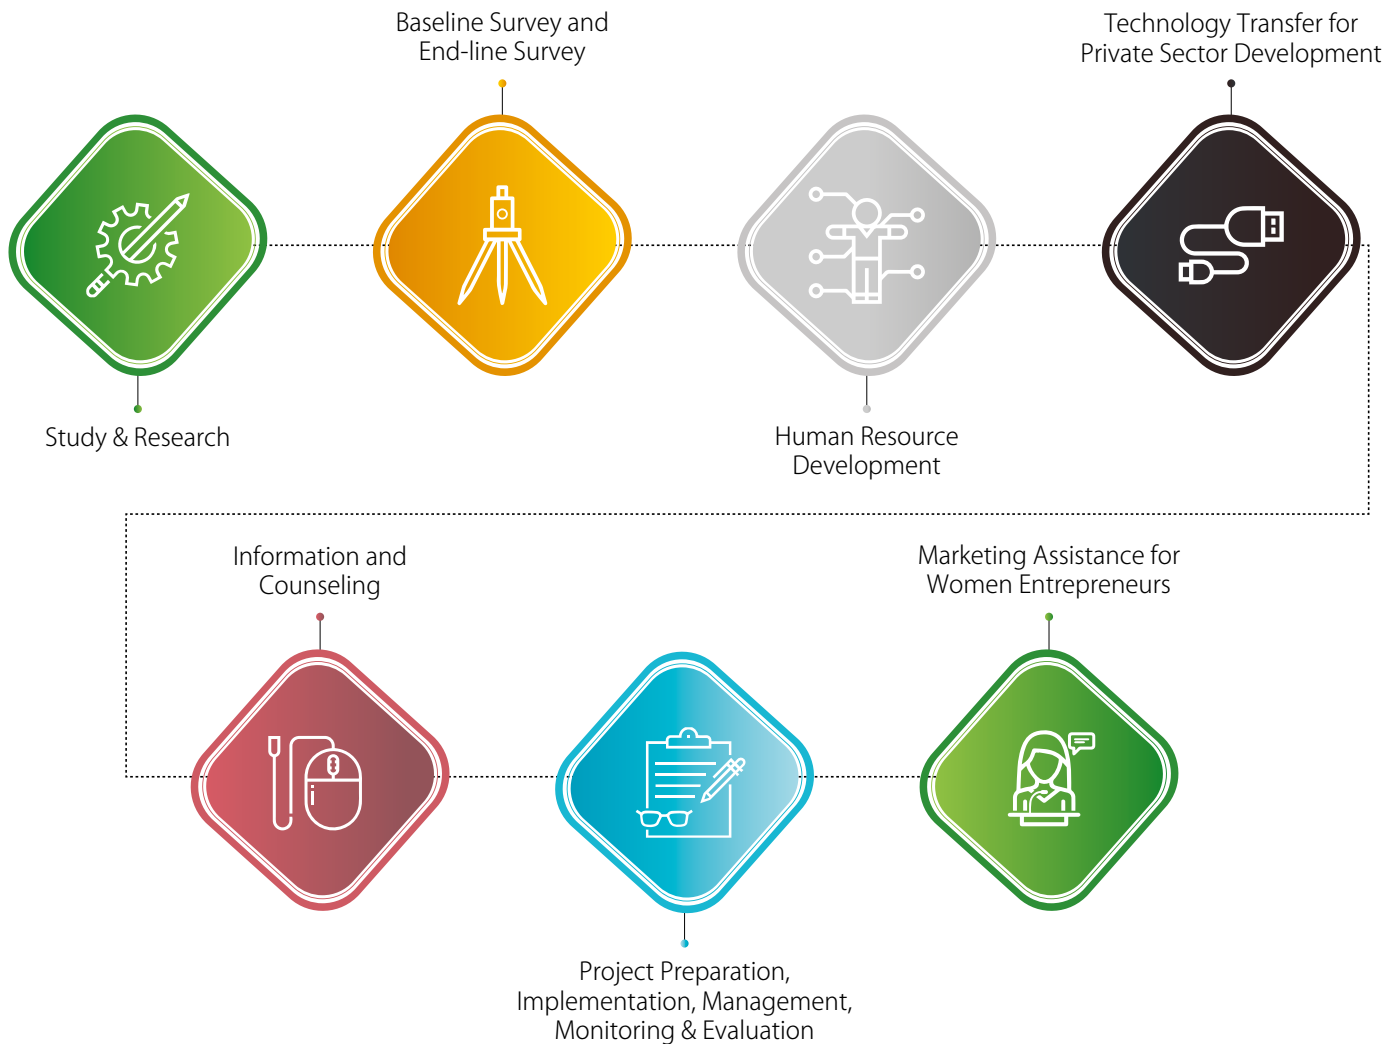 Baseline Survey and
End-line Survey
Technology Transfer for
Private Sector Development
Study & Research
Human Resource
Development
Information and
Counseling
Marketing Assistance for
Women Entrepreneurs
i
Project Preparation,
Implementation, Management,
Monitoring & Evaluation